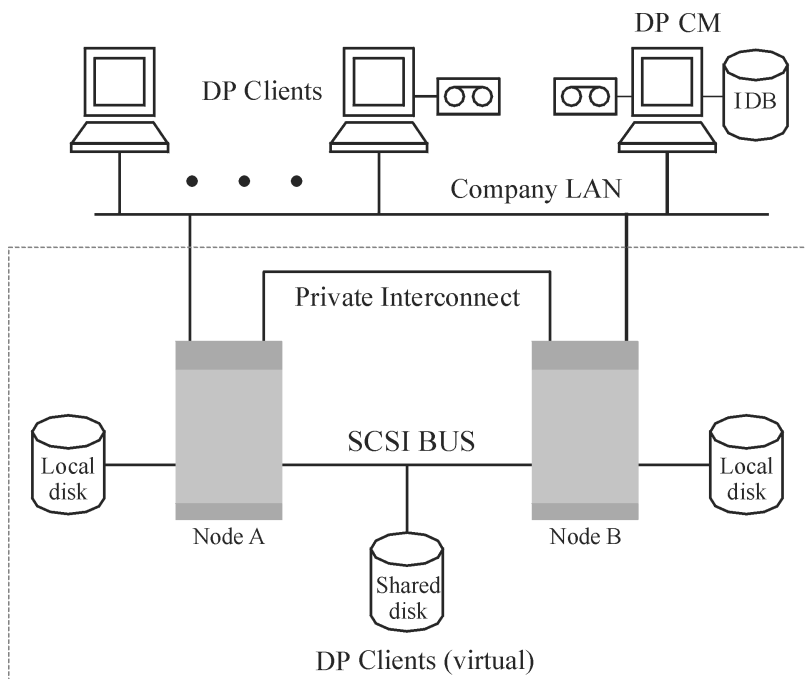 DP CM
DP Clients
IDB
Company LAN
Private Interconnect
SCSI BUS
Local
disk
Local
disk
Node A
Node B
Shared
disk
DP Clients (virtual)